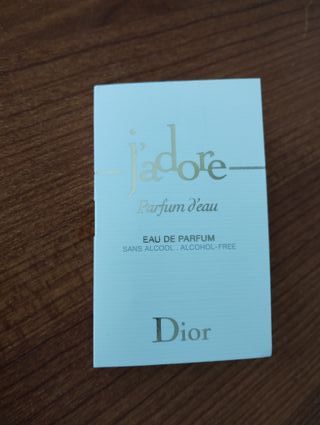 j'adore
Parfum d'eau
EAU DE PARFUM
SANS ALCOOL . ALCOHOL-FREE
Dior